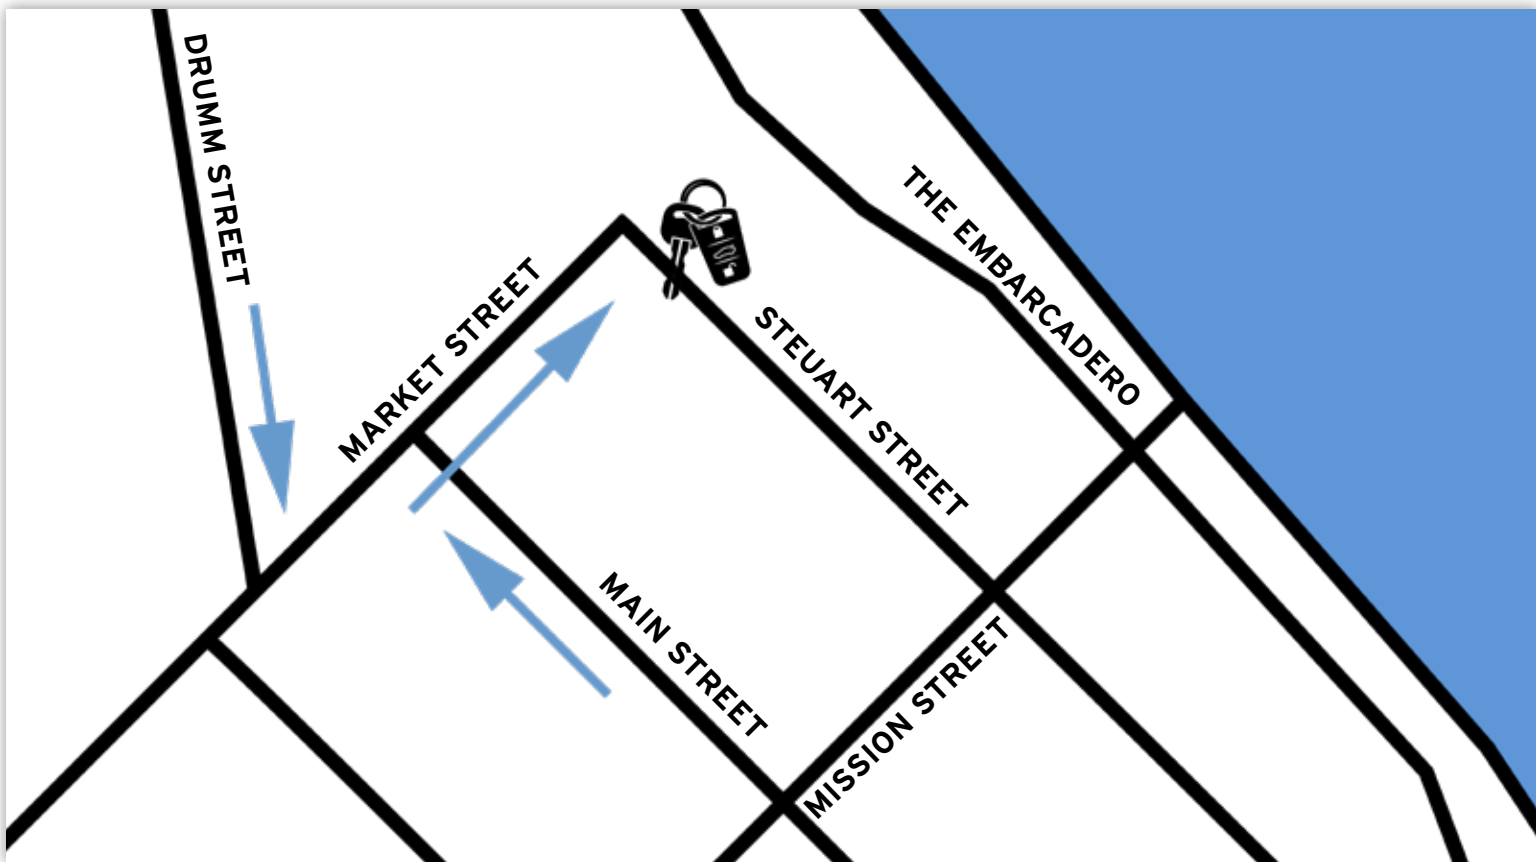 DRUMM STREET
MARKET STREET
THE EMBARCADERO
STEUART STREET
MAIN STREET
MISSION STREET